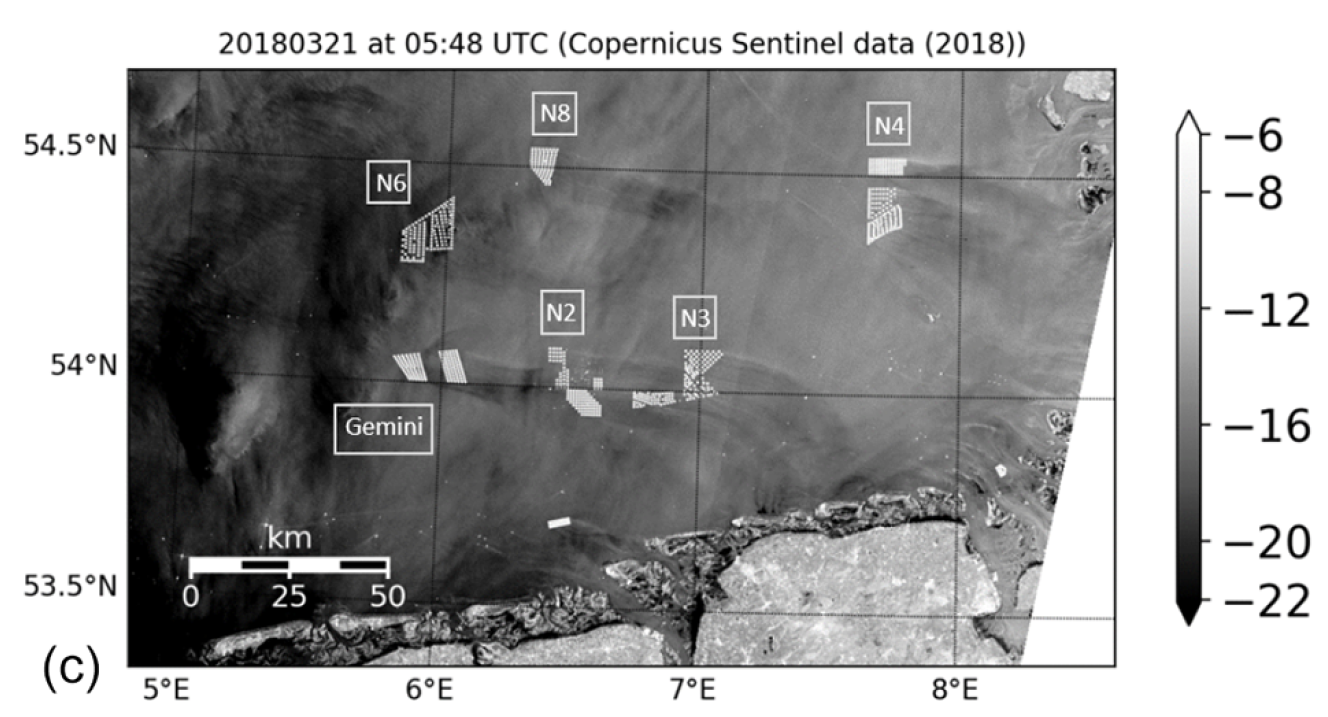 20180321 at 05:48 UTC (Copernicus Sentinel data (2018))
N8
N4
54.5°N
N6
N2
N3
54°N
Gemini
km
0 25 50
53.5°N
(c)
5°E 6°E 7°E 8°E
−6
−8
−12
−16
−20
−22